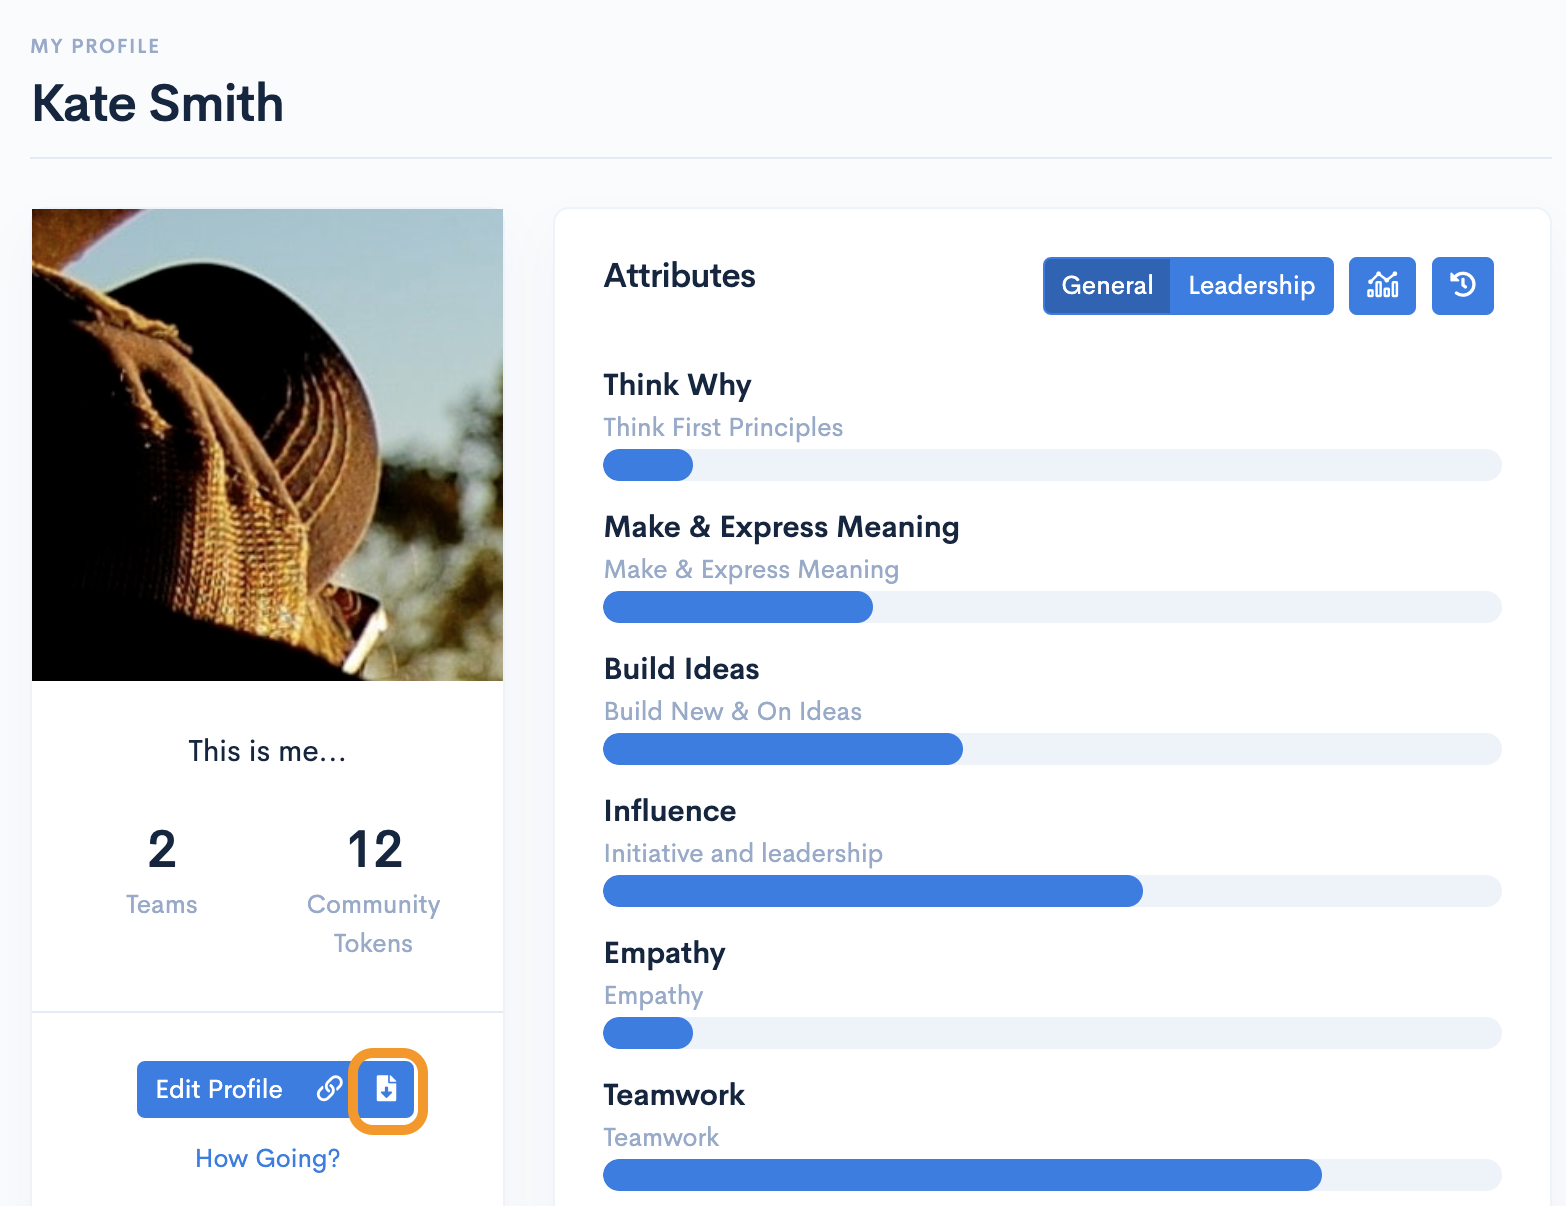 MY PROFILE
Kate Smith
This is me...
2
Teams
12
Community
Tokens
Edit Profile
How Going?
Attributes
General
Leadership
Think Why
Think First Principles
Make & Express Meaning
Make & Express Meaning
Build Ideas
Build New & On Ideas
Influence
Initiative and leadership
Empathy
Empathy
Teamwork
Teamwork